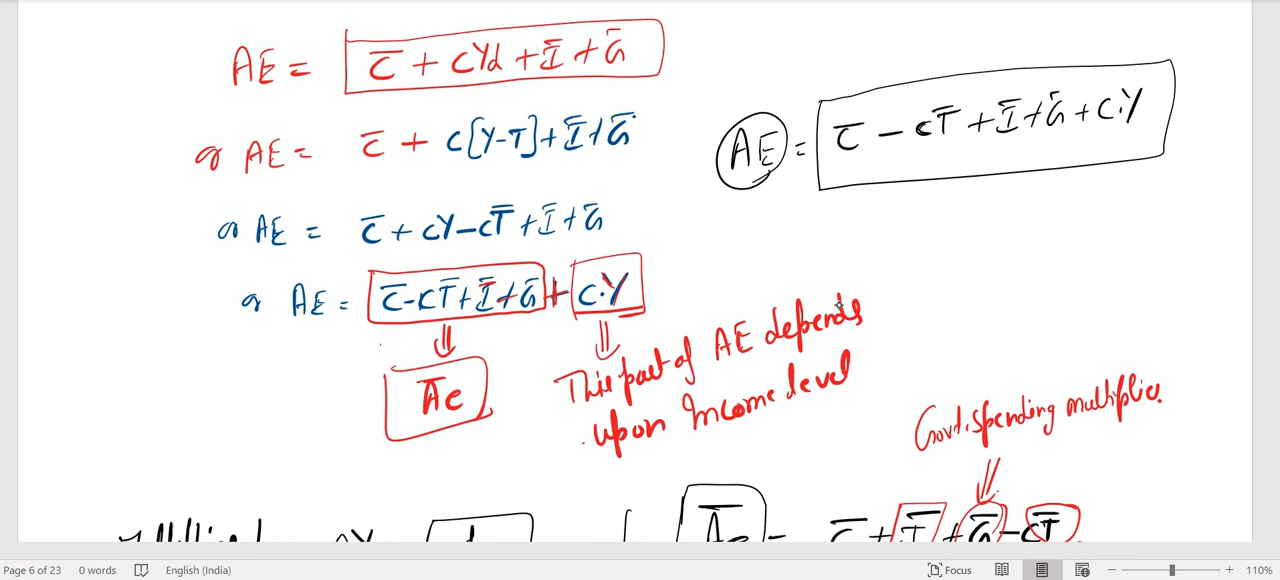 AE = C̄ + cYd + Ī + Ḡ
or AE = C̄ + c[Y-T] + Ī + Ḡ
AE = C̄ - cT̄ + Ī + Ḡ + c.Y
or AE = C̄ + cY - cT̄ + Ī + Ḡ
or AE = C̄ - cT̄ + Ī + Ḡ + c.Y
Āe
This part of AE depends
upon Income level
Govt. spending multiplier
C̄ + Ī + Ḡ - cT̄
Page 6 of 23 0 words English (India) Focus 110%